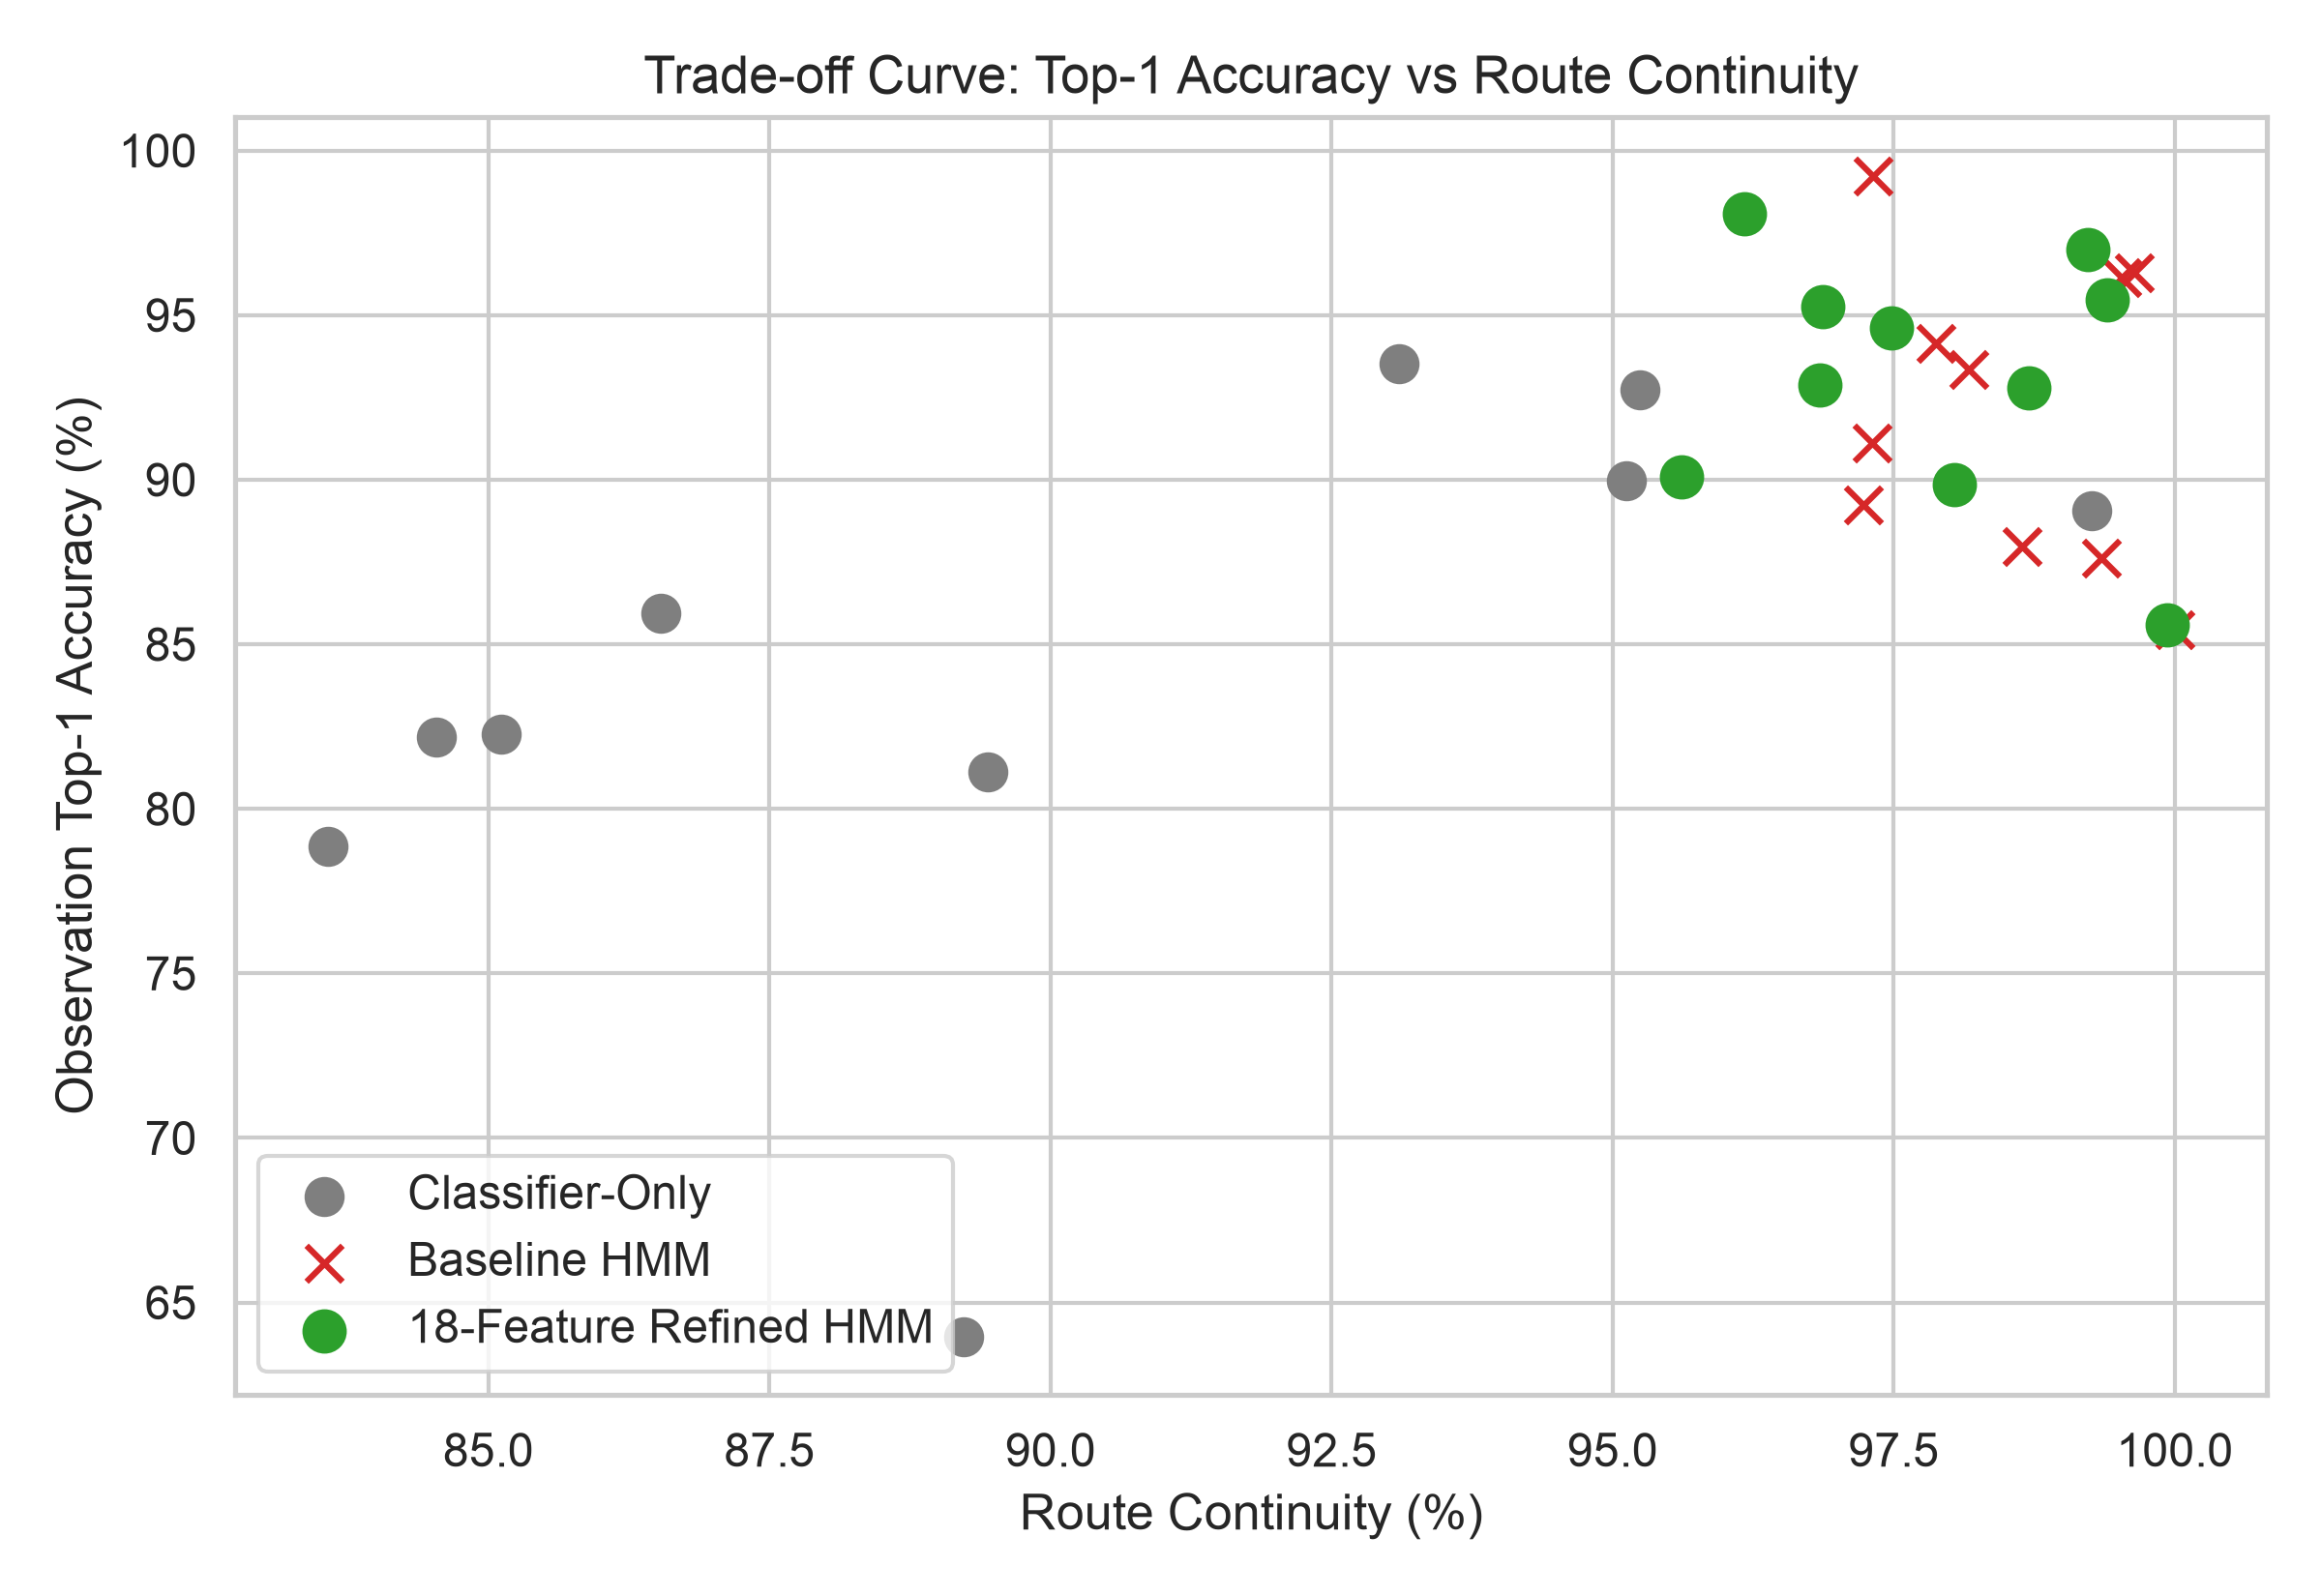 Trade-off Curve: Top-1 Accuracy vs Route Continuity
Observation Top-1 Accuracy (%)
100
95
90
85
80
75
70
65
Classifier-Only
Baseline HMM
18-Feature Refined HMM
85.0
87.5
90.0
92.5
95.0
97.5
100.0
Route Continuity (%)